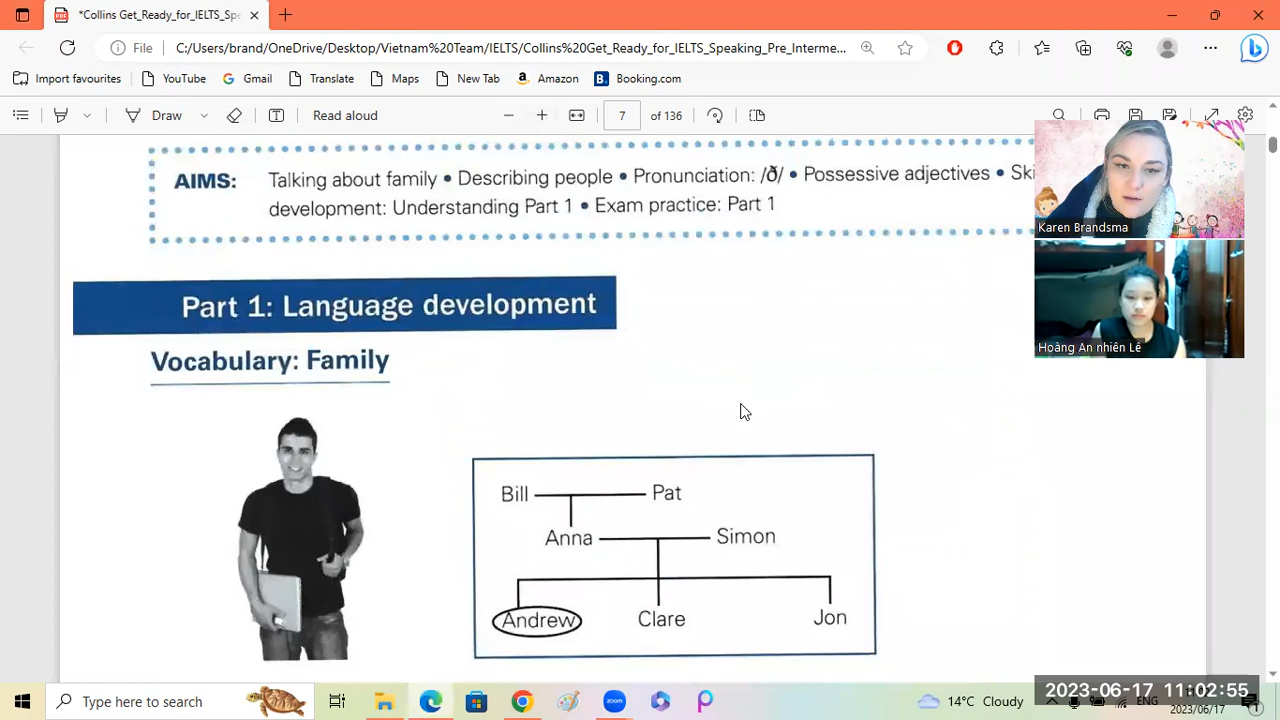 *Collins Get_Ready_for_IELTS_Spe
File C:/Users/brand/OneDrive/Desktop/Vietnam%20Team/IELTS/Collins%20Get_Ready_for_IELTS_Speaking_Pre_Interme...
Import favourites YouTube Gmail Translate Maps New Tab Amazon Booking.com
Draw Read aloud 7 of 136
AIMS: Talking about family • Describing people • Pronunciation: /ð/ • Possessive adjectives • Ski
development: Understanding Part 1 • Exam practice: Part 1
Karen Brandsma
Hoàng An nhiên Lê
Part 1: Language development
Vocabulary: Family
Bill Pat
Anna Simon
Andrew Clare Jon
Type here to search
14°C Cloudy
ENG
2023-06-17 11:02:55
2023/06/17